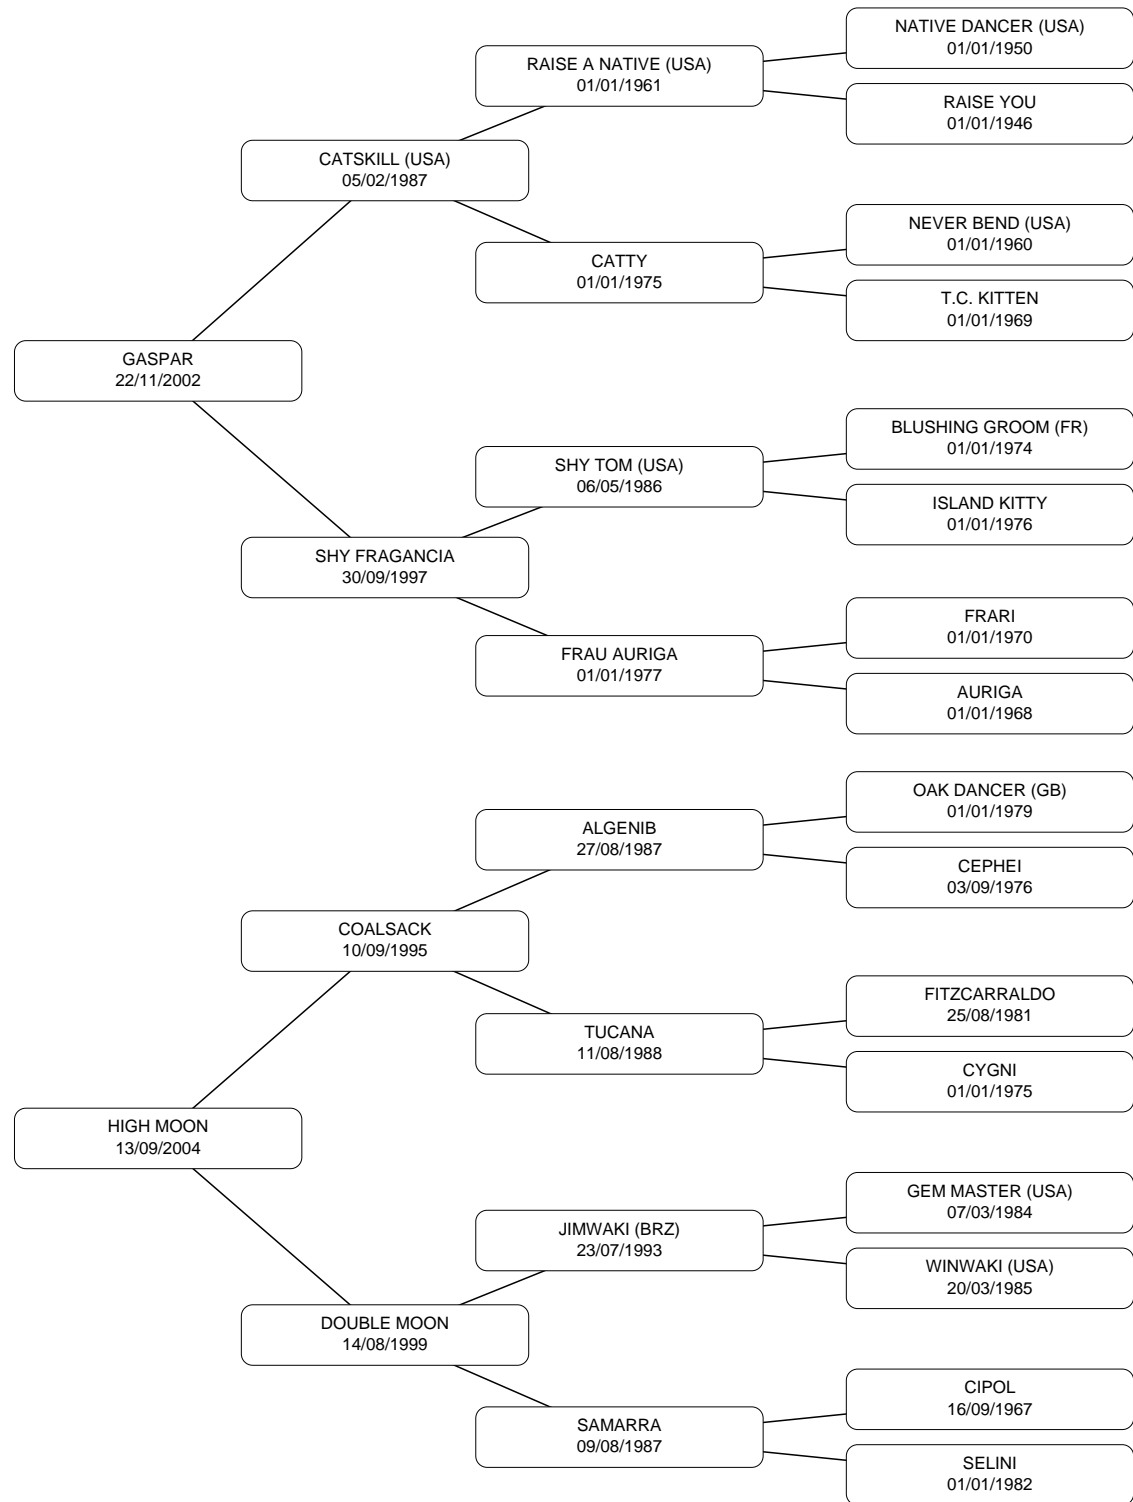 NATIVE DANCER (USA)
01/01/1950
RAISE A NATIVE (USA)
01/01/1961
RAISE YOU
01/01/1946
CATSKILL (USA)
05/02/1987
NEVER BEND (USA)
01/01/1960
CATTY
01/01/1975
T.C. KITTEN
01/01/1969
GASPAR
22/11/2002
BLUSHING GROOM (FR)
01/01/1974
SHY TOM (USA)
06/05/1986
ISLAND KITTY
01/01/1976
SHY FRAGANCIA
30/09/1997
FRARI
01/01/1970
FRAU AURIGA
01/01/1977
AURIGA
01/01/1968
OAK DANCER (GB)
01/01/1979
ALGENIB
27/08/1987
CEPHEI
03/09/1976
COALSACK
10/09/1995
FITZCARRALDO
25/08/1981
TUCANA
11/08/1988
CYGNI
01/01/1975
HIGH MOON
13/09/2004
GEM MASTER (USA)
07/03/1984
JIMWAKI (BRZ)
23/07/1993
WINWAKI (USA)
20/03/1985
DOUBLE MOON
14/08/1999
CIPOL
16/09/1967
SAMARRA
09/08/1987
SELINI
01/01/1982